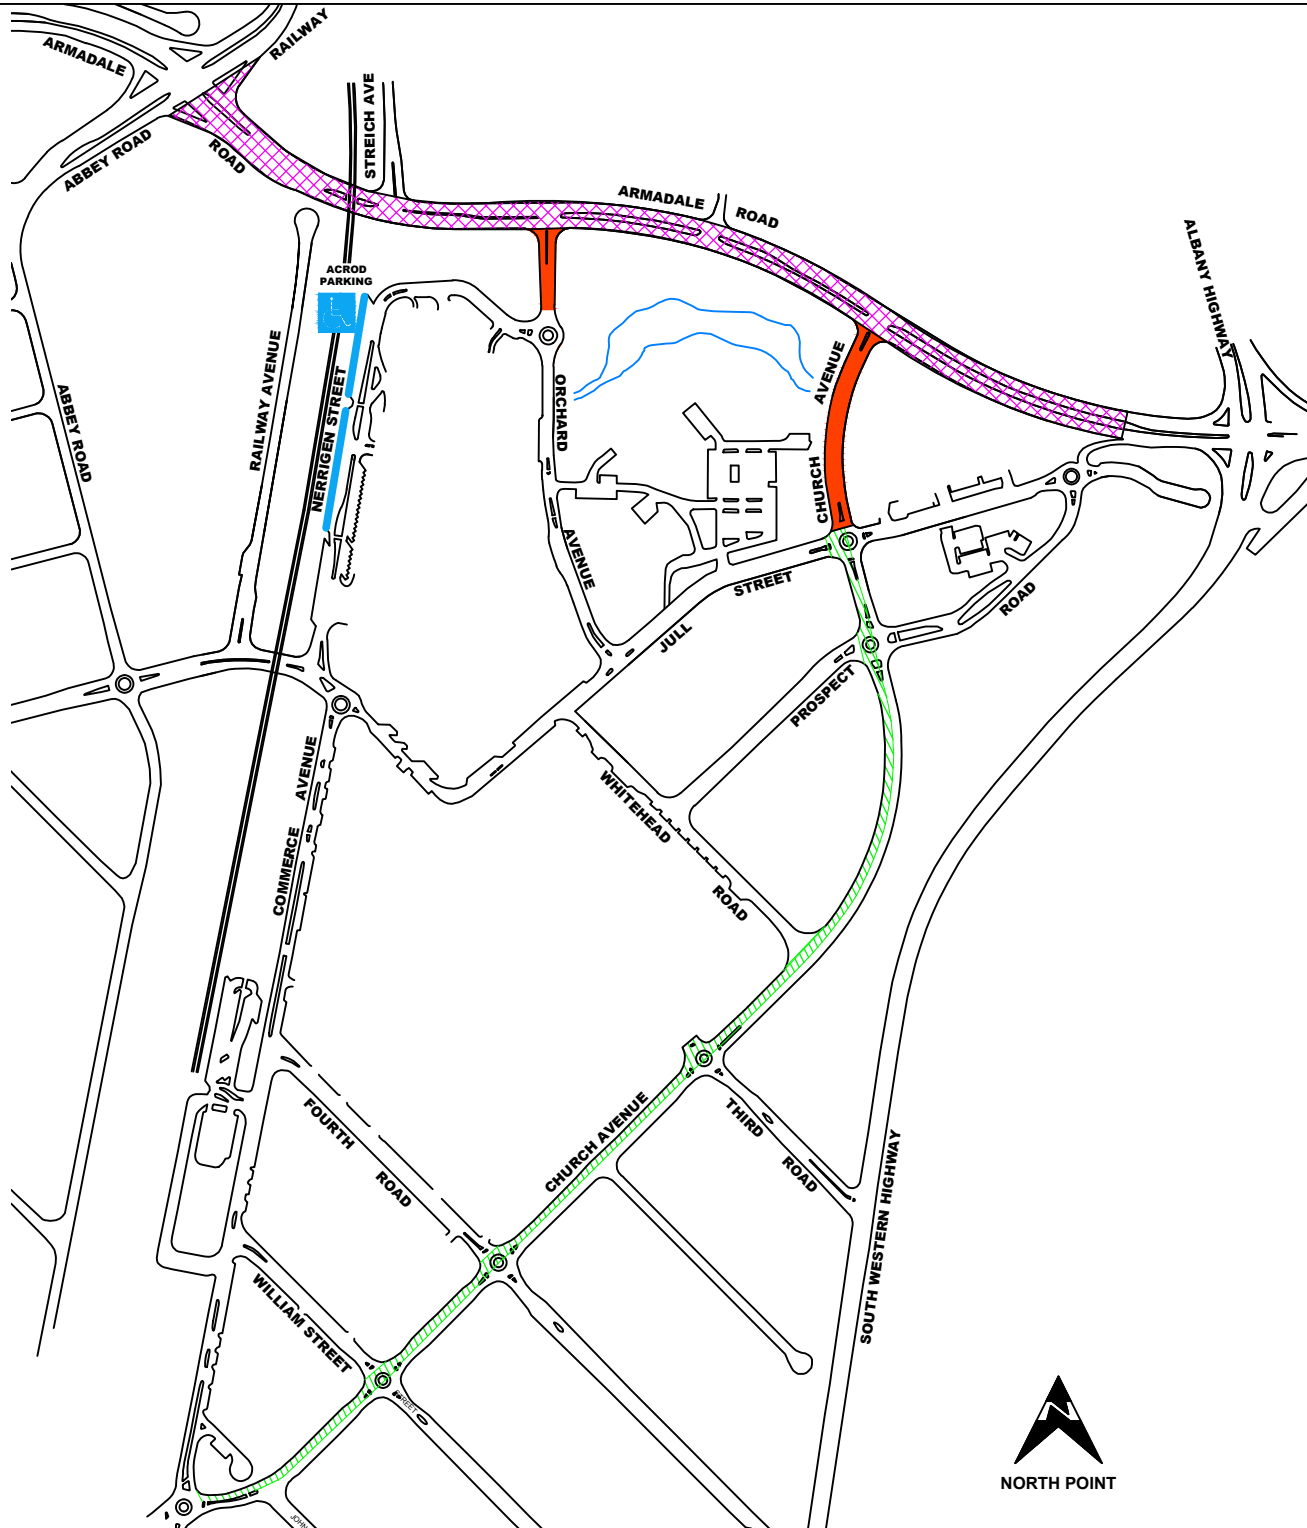 RAILWAY
ARMADALE
STREICH AVE
ABBEY ROAD
ROAD
ARMADALE
ROAD
ALBANY HIGHWAY
ACROD
PARKING
RAILWAY AVENUE
NERRIGEN STREET
ABBEY ROAD
ORCHARD
AVENUE
AVENUE
CHURCH
STREET
JULL
ROAD
PROSPECT
WHITEHEAD
ROAD
AVENUE
COMMERCE
FOURTH
ROAD
CHURCH AVENUE
THIRD
ROAD
SOUTH WESTERN HIGHWAY
WILLIAM STREET
STREET
JOHN
N
NORTH POINT